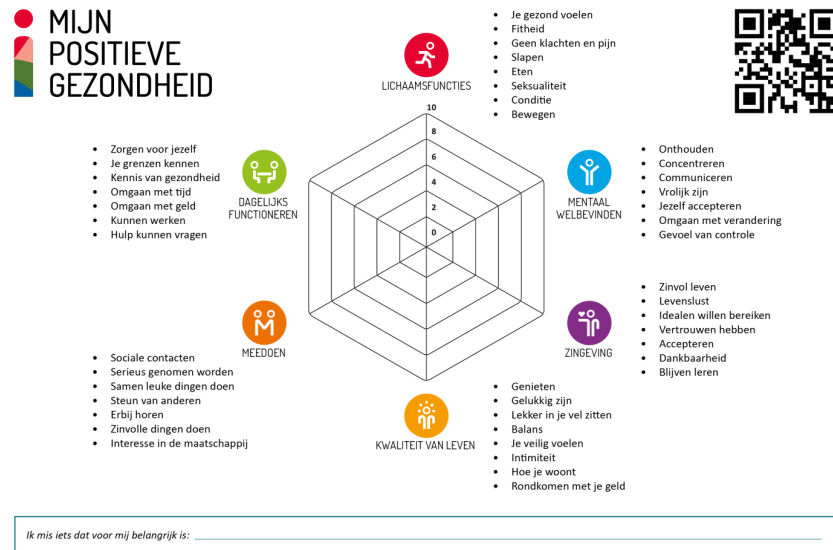 MIJN
POSITIEVE
GEZONDHEID
LICHAAMSFUNCTIES
• Je gezond voelen
• Fitheid
• Geen klachten en pijn
• Slapen
• Eten
• Seksualiteit
• Conditie
• Bewegen
10
8
6
4
2
0
• Zorgen voor jezelf
• Je grenzen kennen
• Kennis van gezondheid
• Omgaan met tijd
• Omgaan met geld
• Kunnen werken
• Hulp kunnen vragen
DAGELIJKS
FUNCTIONEREN
MENTAAL
WELBEVINDEN
• Onthouden
• Concentreren
• Communiceren
• Vrolijk zijn
• Jezelf accepteren
• Omgaan met verandering
• Gevoel van controle
MEEDOEN
• Sociale contacten
• Serieus genomen worden
• Samen leuke dingen doen
• Steun van anderen
• Erbij horen
• Zinvolle dingen doen
• Interesse in de maatschappij
ZINGEVING
• Zinvol leven
• Levenslust
• Idealen willen bereiken
• Vertrouwen hebben
• Accepteren
• Dankbaarheid
• Blijven leren
KWALITEIT VAN LEVEN
• Genieten
• Gelukkig zijn
• Lekker in je vel zitten
• Balans
• Je veilig voelen
• Intimiteit
• Hoe je woont
• Rondkomen met je geld
Ik mis iets dat voor mij belangrijk is: